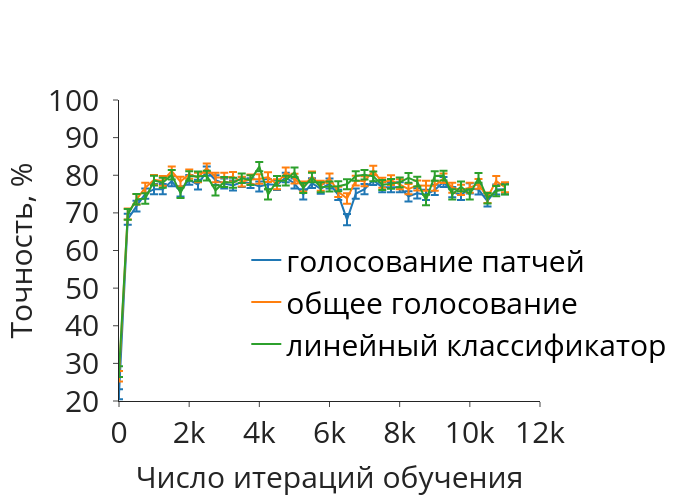 100
90
80
70
60
50
40
30
20
Точность, %
голосование патчей
общее голосование
линейный классификатор
0 2k 4k 6k 8k 10k 12k
Число итераций обучения